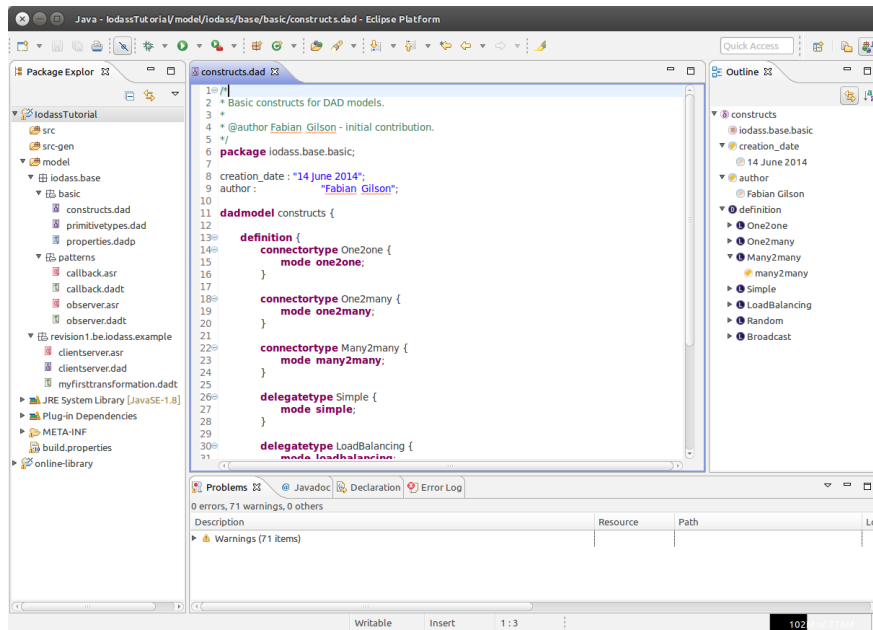 Java - IodassTutorial/model/iodass/base/basic/constructs.dad - Eclipse Platform
Quick Access
Package Explor
IodassTutorial
src
src-gen
model
iodass.base
basic
constructs.dad
primitivetypes.dad
properties.dadp
patterns
callback.asr
callback.dadt
observer.asr
observer.dadt
revision1.be.iodass.example
clientserver.asr
clientserver.dad
myfirsttransformation.dadt
JRE System Library [JavaSE-1.8]
Plug-in Dependencies
META-INF
build.properties
online-library
constructs.dad
1 /*
2 * Basic constructs for DAD models.
3 *
4 * @author Fabian Gilson - initial contribution.
5 */
6 package iodass.base.basic;
7
8 creation_date : "14 June 2014";
9 author : "Fabian Gilson";
10
11 dadmodel constructs {
12
13 definition {
14 connectortype One2one {
15 mode one2one;
16 }
17
18 connectortype One2many {
19 mode one2many;
20 }
21
22 connectortype Many2many {
23 mode many2many;
24 }
25
26 delegatetype Simple {
27 mode simple;
28 }
29
30 delegatetype LoadBalancing {
31 mode loadbalancing;
Outline
constructs
iodass.base.basic
creation_date
14 June 2014
author
Fabian Gilson
definition
One2one
One2many
Many2many
many2many
Simple
LoadBalancing
Random
Broadcast
Problems @ Javadoc Declaration Error Log
0 errors, 71 warnings, 0 others
Description Resource Path
Warnings (71 items)
Writable Insert 1 : 3